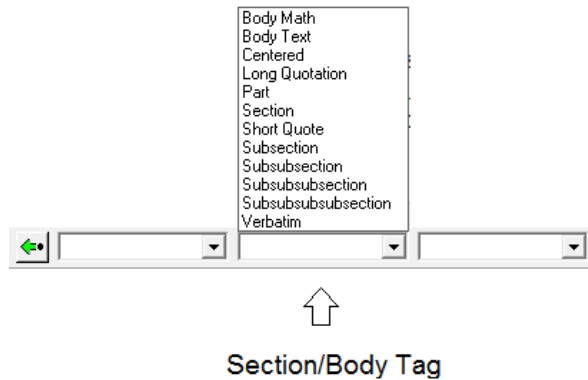 Body Math
Body Text
Centered
Long Quotation
Part
Section
Short Quote
Subsection
Subsubsection
Subsubsubsection
Subsubsubsubsection
Verbatim
Section/Body Tag